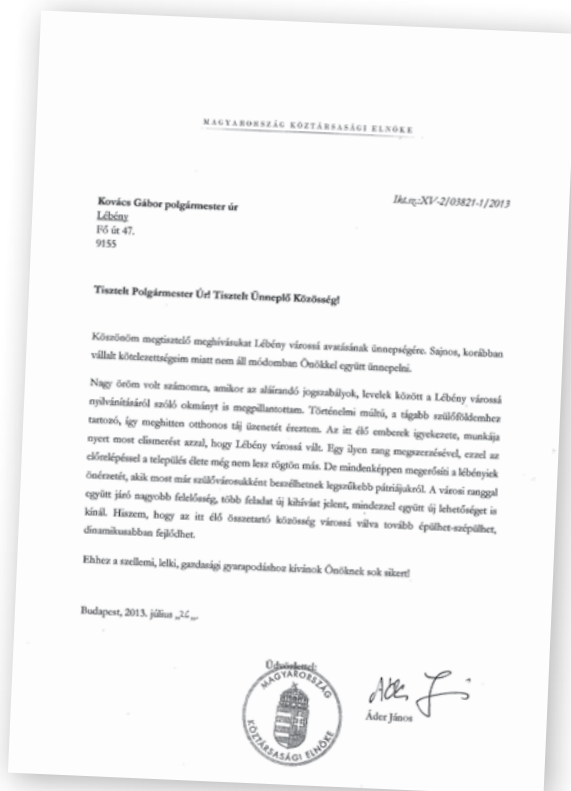 MAGYARORSZÁG KÖZTÁRSASÁGI ELNÖKE
Ikt.sz.:XV-2/03821-1/2013
Kovács Gábor polgármester úr
Lébény
Fő út 47.
9155
Tisztelt Polgármester Úr! Tisztelt Ünneplő Közösség!
Köszönöm megtisztelő meghívásukat Lébény várossá avatásának ünnepségére. Sajnos, korábban
vállalt kötelezettségeim miatt nem áll módomban Önökkel együtt ünnepelni.
Nagy öröm volt számomra, amikor az aláírandó jogszabályok, levelek között a Lébény várossá
nyilvánításáról szóló okmányt is megpillantottam. Történelmi múltú, a tágabb szülőföldemhez
tartozó, így meghitten otthonos táj üzenetét éreztem. Az itt élő emberek igyekezete, munkája
nyert most elismerést azzal, hogy Lébény várossá vált. Egy ilyen rang megszerzésével, ezzel az
előrelépéssel a település élete még nem lesz rögtön más. De mindenképpen megerősíti a lébényiek
önérzetét, akik most már szülővárosukként beszélhetnek legszűkebb pátriájukról. A városi ranggal
együtt járó nagyobb felelősség, több feladat új kihívást jelent, mindezzel együtt új lehetőséget is
kínál. Hiszem, hogy az itt élő összetartó közösség várossá válva tovább épülhet-szépülhet,
dinamikusabban fejlődhet.
Ehhez a szellemi, lelki, gazdasági gyarapodáshoz kívánok Önöknek sok sikert!
Budapest, 2013. július „26„.
Üdvözlettel:
MAGYARORSZÁG
KÖZTÁRSASÁGI ELNÖKE
Áder János